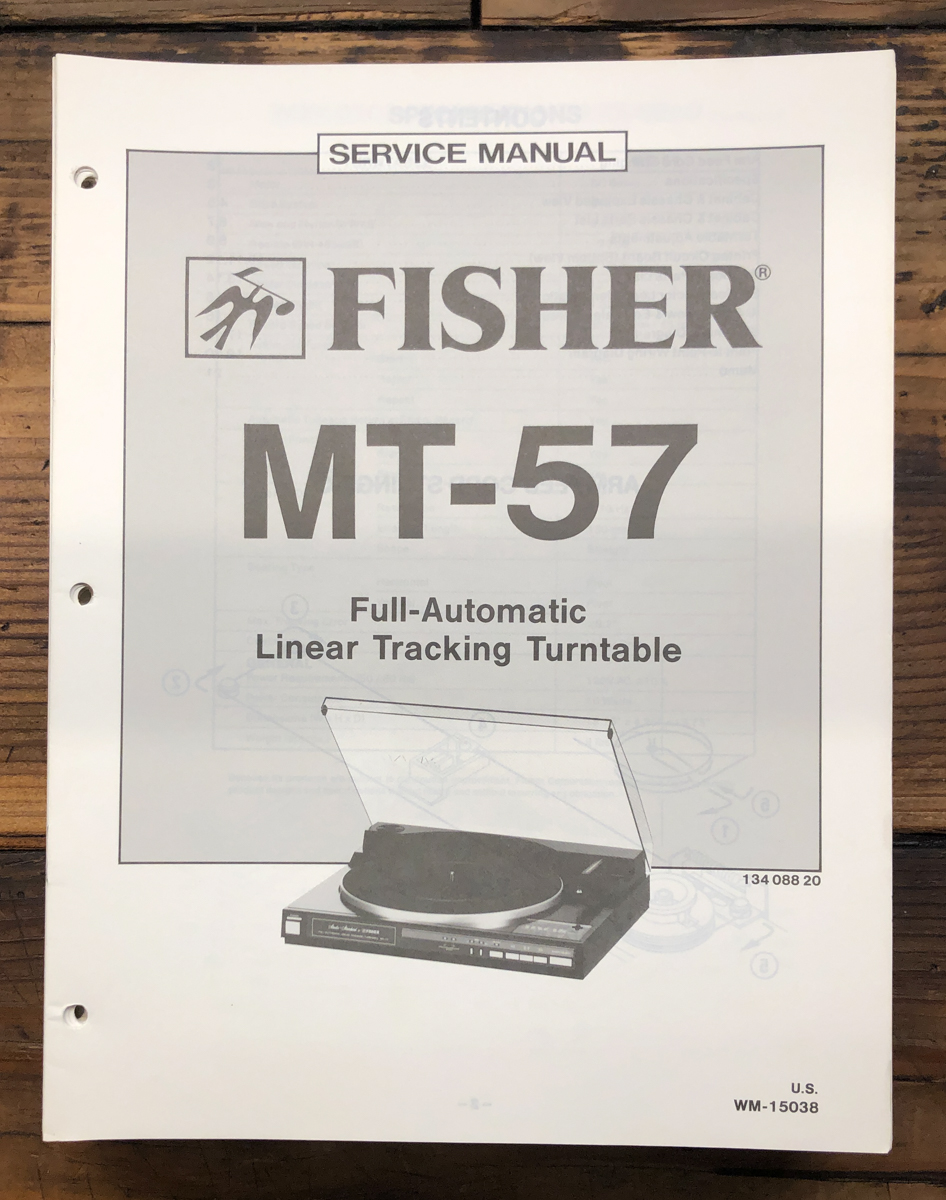 SERVICE MANUAL
FISHER®
MT-57
Full-Automatic
Linear Tracking Turntable
134 088 20
U.S.
WM-15038